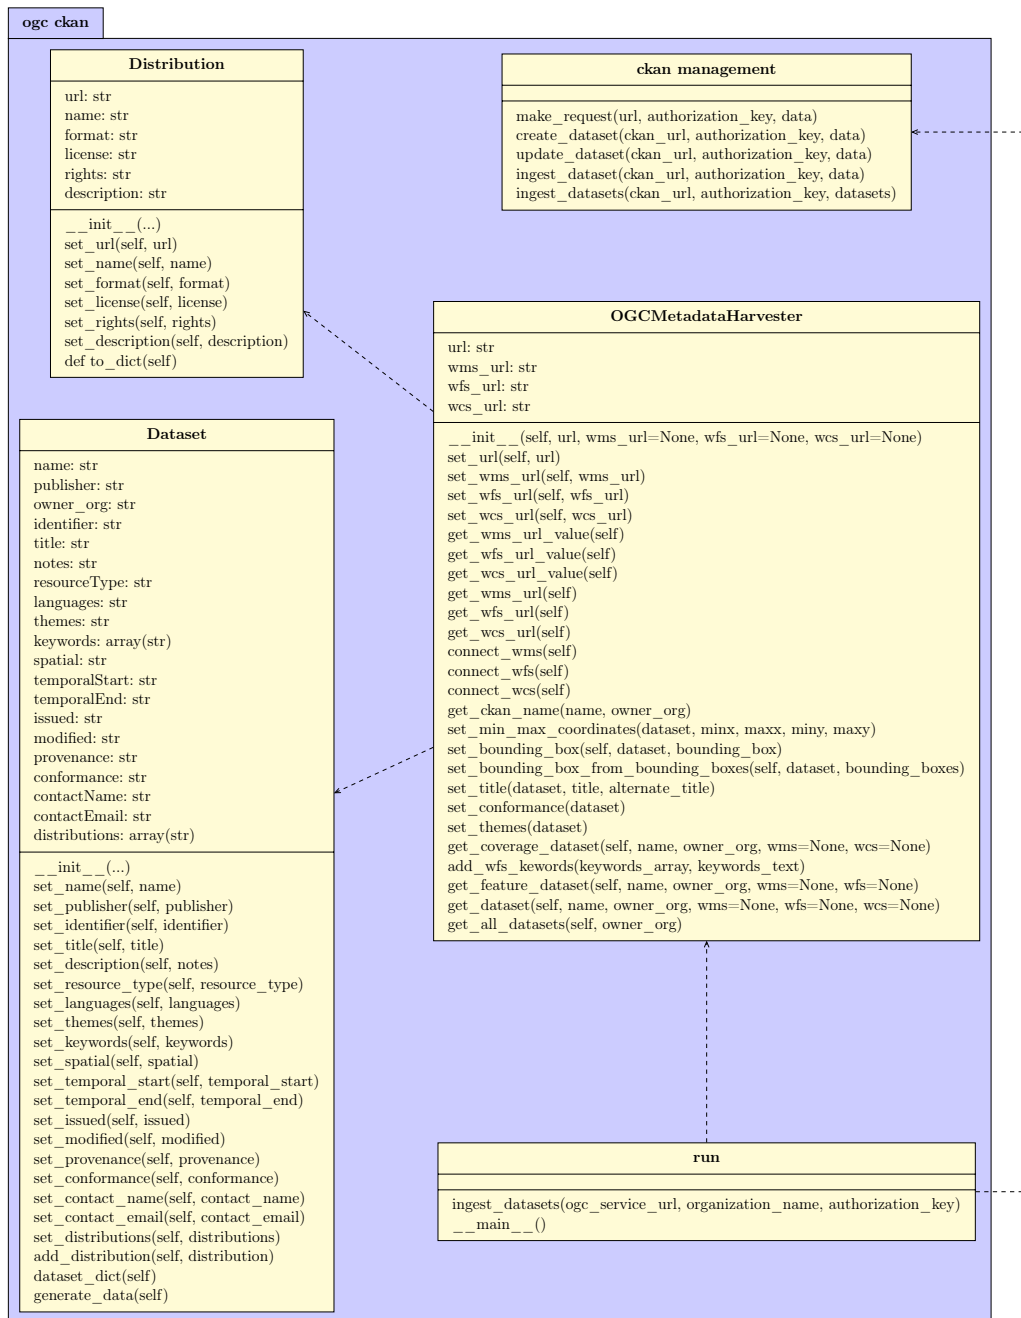 ogc ckan
Distribution
url: str
name: str
format: str
license: str
rights: str
description: str
__init__(...)
set_url(self, url)
set_name(self, name)
set_format(self, format)
set_license(self, license)
set_rights(self, rights)
set_description(self, description)
def to_dict(self)
ckan management
make_request(url, authorization_key, data)
create_dataset(ckan_url, authorization_key, data)
update_dataset(ckan_url, authorization_key, data)
ingest_dataset(ckan_url, authorization_key, data)
ingest_datasets(ckan_url, authorization_key, datasets)
Dataset
name: str
publisher: str
owner_org: str
identifier: str
title: str
notes: str
resourceType: str
languages: str
themes: str
keywords: array(str)
spatial: str
temporalStart: str
temporalEnd: str
issued: str
modified: str
provenance: str
conformance: str
contactName: str
contactEmail: str
distributions: array(str)
__init__(...)
set_name(self, name)
set_publisher(self, publisher)
set_identifier(self, identifier)
set_title(self, title)
set_description(self, notes)
set_resource_type(self, resource_type)
set_languages(self, languages)
set_themes(self, themes)
set_keywords(self, keywords)
set_spatial(self, spatial)
set_temporal_start(self, temporal_start)
set_temporal_end(self, temporal_end)
set_issued(self, issued)
set_modified(self, modified)
set_provenance(self, provenance)
set_conformance(self, conformance)
set_contact_name(self, contact_name)
set_contact_email(self, contact_email)
set_distributions(self, distributions)
add_distribution(self, distribution)
dataset_dict(self)
generate_data(self)
OGCMetadataHarvester
url: str
wms_url: str
wfs_url: str
wcs_url: str
__init__(self, url, wms_url=None, wfs_url=None, wcs_url=None)
set_url(self, url)
set_wms_url(self, wms_url)
set_wfs_url(self, wfs_url)
set_wcs_url(self, wcs_url)
get_wms_url_value(self)
get_wfs_url_value(self)
get_wcs_url_value(self)
get_wms_url(self)
get_wfs_url(self)
get_wcs_url(self)
connect_wms(self)
connect_wfs(self)
connect_wcs(self)
get_ckan_name(name, owner_org)
set_min_max_coordinates(dataset, minx, maxx, miny, maxy)
set_bounding_box(self, dataset, bounding_box)
set_bounding_box_from_bounding_boxes(self, dataset, bounding_boxes)
set_title(dataset, title, alternate_title)
set_conformance(dataset)
set_themes(dataset)
get_coverage_dataset(self, name, owner_org, wms=None, wcs=None)
add_wfs_kewords(keywords_array, keywords_text)
get_feature_dataset(self, name, owner_org, wms=None, wfs=None)
get_dataset(self, name, owner_org, wms=None, wfs=None, wcs=None)
get_all_datasets(self, owner_org)
run
ingest_datasets(ogc_service_url, organization_name, authorization_key)
__main__()